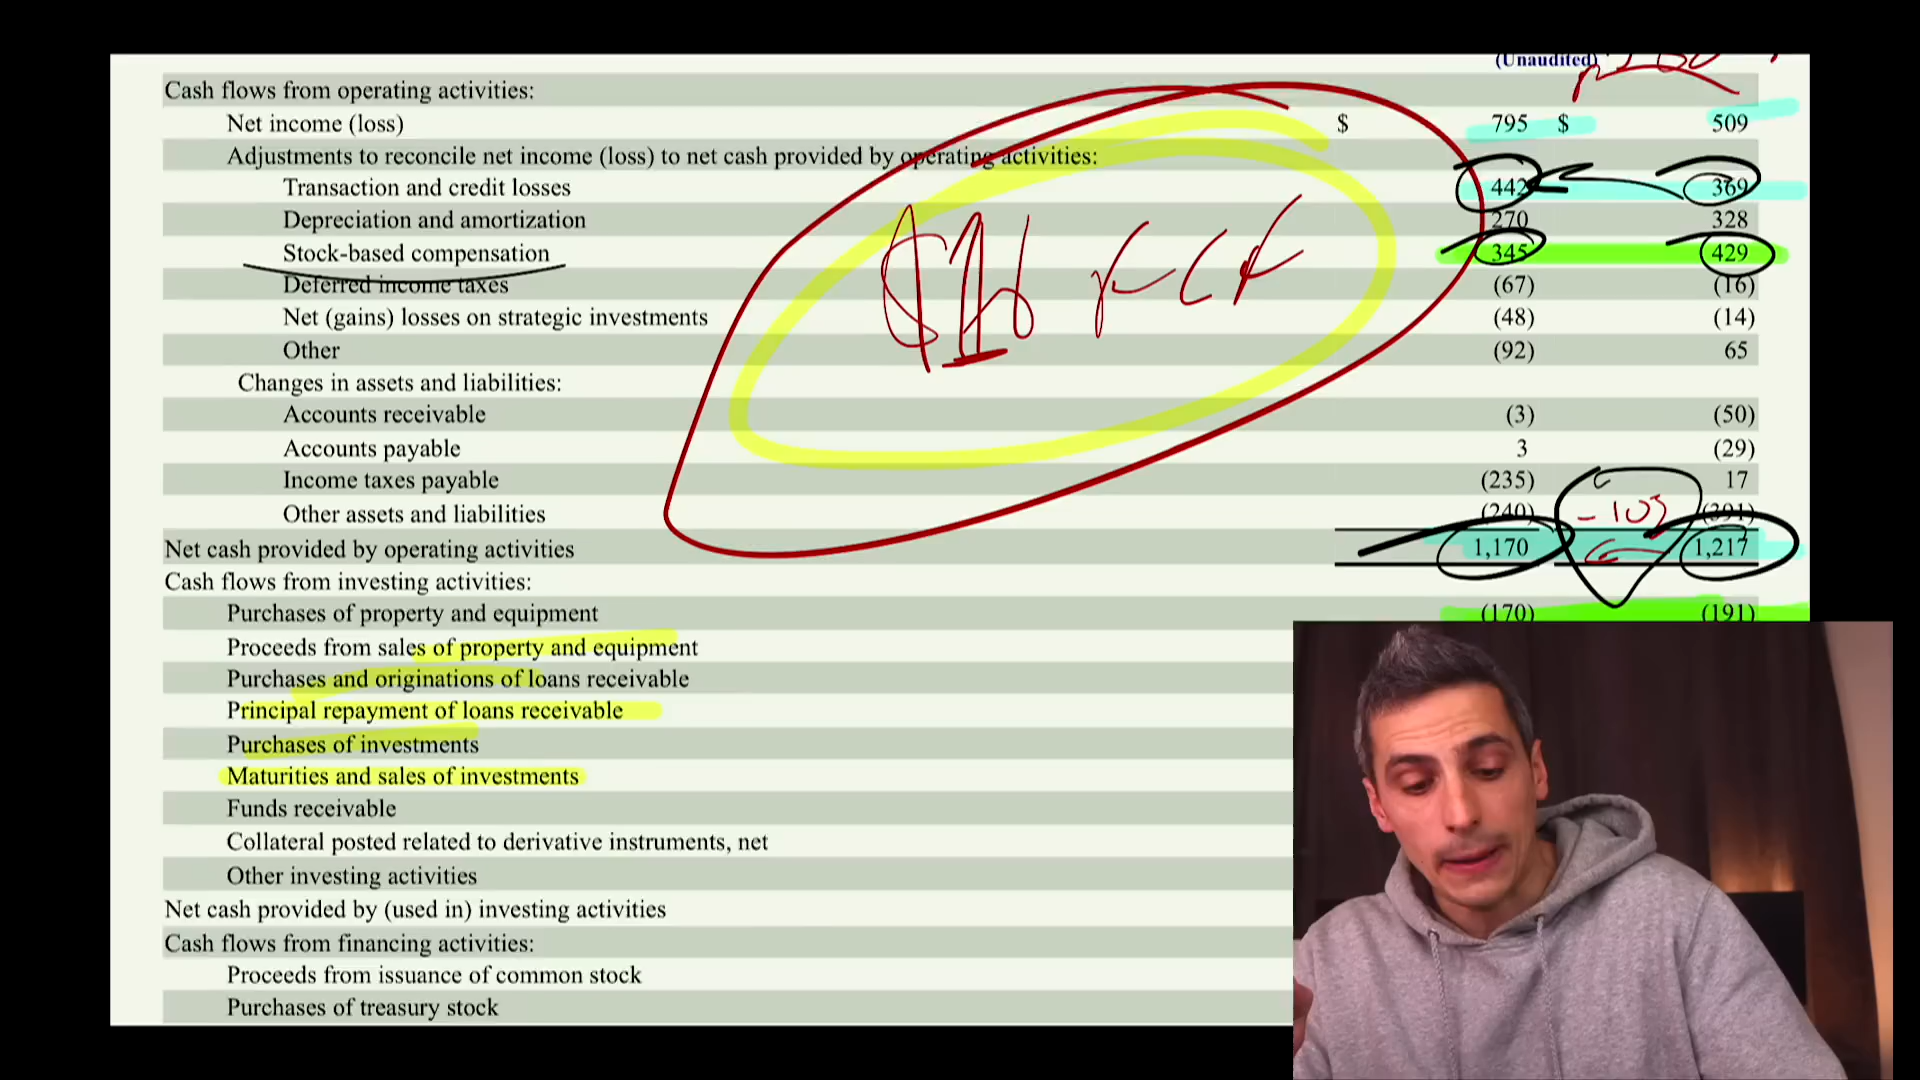 (Unaudited)
Cash flows from operating activities:
Net income (loss) $ 795 $ 509
Adjustments to reconcile net income (loss) to net cash provided by operating activities:
Transaction and credit losses 442 369
Depreciation and amortization 270 328
Stock-based compensation 345 429
Deferred income taxes (67) (16)
Net (gains) losses on strategic investments (48) (14)
Other (92) 65
Changes in assets and liabilities:
Accounts receivable (3) (50)
Accounts payable 3 (29)
Income taxes payable (235) 17
Other assets and liabilities (240) - 103 (391)
Net cash provided by operating activities 1,170 1,217
Cash flows from investing activities:
Purchases of property and equipment (170) (191)
Proceeds from sales of property and equipment
Purchases and originations of loans receivable
Principal repayment of loans receivable
Purchases of investments
Maturities and sales of investments
Funds receivable
Collateral posted related to derivative instruments, net
Other investing activities
Net cash provided by (used in) investing activities
Cash flows from financing activities:
Proceeds from issuance of common stock
Purchases of treasury stock